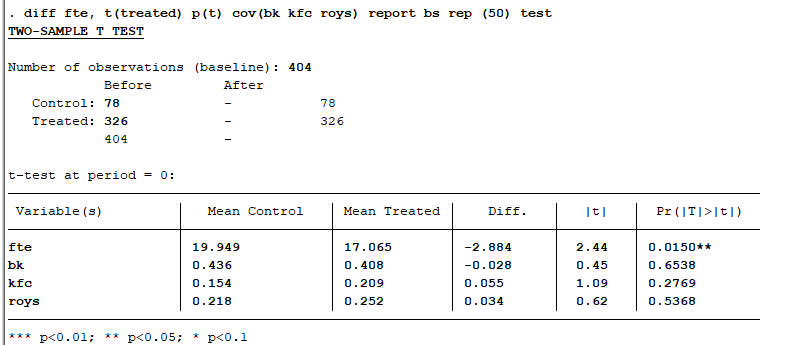 . diff fte, t(treated) p(t) cov(bk kfc roys) report bs rep (50) test
TWO-SAMPLE T TEST
Number of observations (baseline): 404
Before After
Control: 78 - 78
Treated: 326 - 326
404 -
t-test at period = 0:
Variable(s) Mean Control Mean Treated Diff. |t| Pr(|T|>|t|)
fte 19.949 17.065 -2.884 2.44 0.0150**
bk 0.436 0.408 -0.028 0.45 0.6538
kfc 0.154 0.209 0.055 1.09 0.2769
roys 0.218 0.252 0.034 0.62 0.5368
*** p<0.01; ** p<0.05; * p<0.1